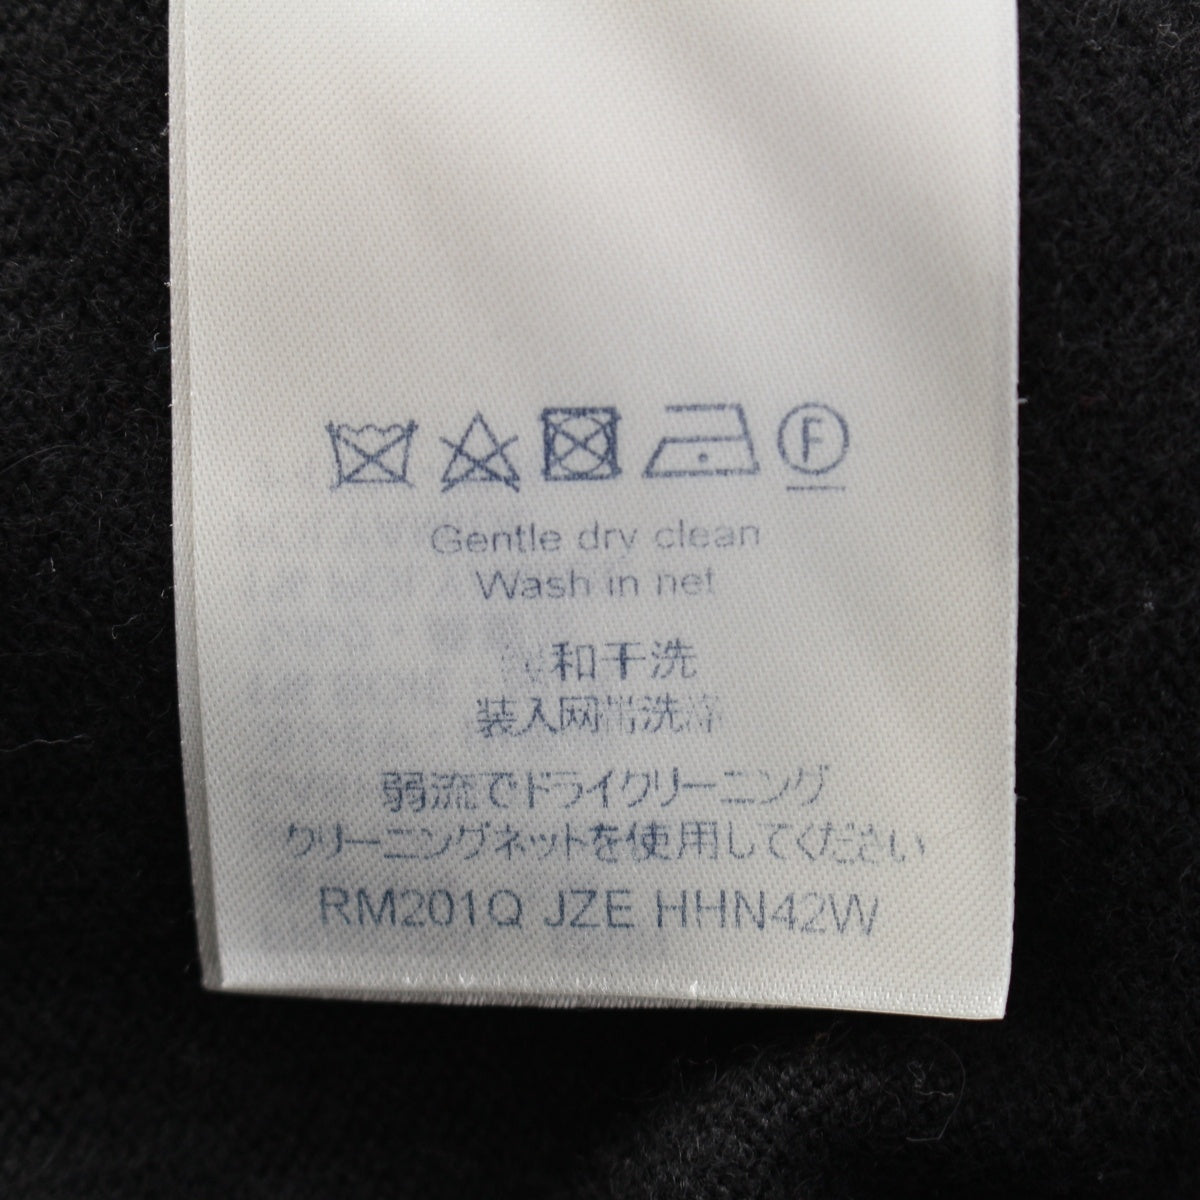 F
Gentle dry clean
Wash in net
和干洗
装入网洗涤
弱流でドライクリーニング
クリーニングネットを使用してください
RM201Q JZE HHN42W